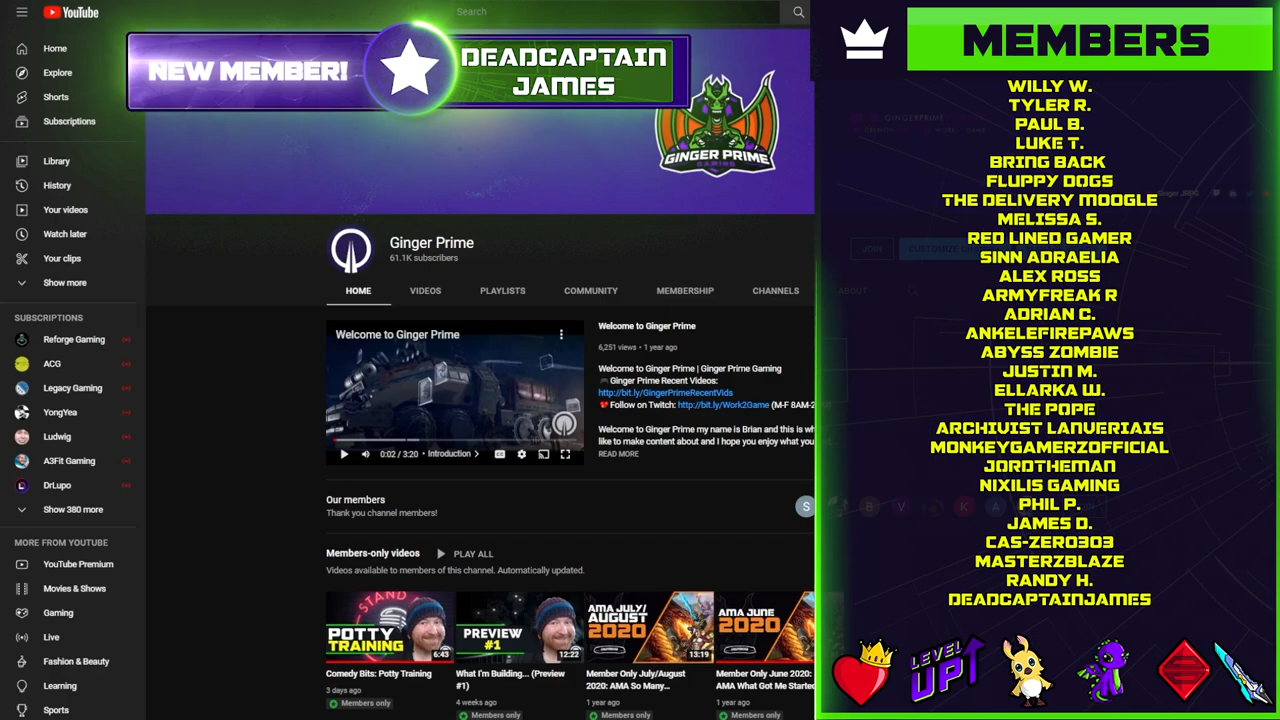 YouTube
Search
Home
Explore
Shorts
Subscriptions
Library
History
Your videos
Watch later
Your clips
Show more
SUBSCRIPTIONS
Reforge Gaming
ACG
Legacy Gaming
YongYea
Ludwig
A3Fit Gaming
DrLupo
Show 380 more
MORE FROM YOUTUBE
YouTube Premium
Movies & Shows
Gaming
Live
Fashion & Beauty
Learning
Sports
NEW MEMBER!
DEADCAPTAIN
JAMES
GINGER PRIME
GAMING
Ginger Prime
61.1K subscribers
HOME VIDEOS PLAYLISTS COMMUNITY MEMBERSHIP CHANNELS
ABOUT
JOIN
Welcome to Ginger Prime
0:02 / 3:20 • Introduction
Welcome to Ginger Prime
6,251 views • 1 year ago
Welcome to Ginger Prime | Ginger Prime Gaming
Ginger Prime Recent Videos:
http://bit.ly/GingerPrimeRecentVids
Follow on Twitch: http://bit.ly/Work2Game (M-F 8AM-2
Welcome to Ginger Prime my name is Brian and this is wh
like to make content about and I hope you enjoy what you
READ MORE
Our members
Thank you channel members!
S
Members-only videos PLAY ALL
Videos available to members of this channel. Automatically updated.
STAND
POTTY
TRAINING
6:43
PREVIEW
#1
12:22
AMA JULY/
AUGUST
2020
13:19
AMA JUNE
2020
Comedy Bits: Potty Training
3 days ago
Members only
What I'm Building... (Preview
#1)
4 weeks ago
Members only
Member Only July/August
2020: AMA So Many...
1 year ago
Members only
Member Only June 2020:
AMA What Got Me Started
1 year ago
Members only
MEMBERS
WILLY W.
TYLER R.
PAUL B.
LUKE T.
BRING BACK
FLUPPY DOGS
THE DELIVERY MOOGLE
MELISSA S.
RED LINED GAMER
SINN ADRAELIA
ALEX ROSS
ARMYFREAK R
ADRIAN C.
ANKELEFIREPAWS
ABYSS ZOMBIE
JUSTIN M.
ELLARKA W.
THE POPE
ARCHIVIST LANVERIAIS
MONKEYGAMERZOFFICIAL
JORDTHEMAN
NIXILIS GAMING
PHIL P.
JAMES D.
CAS-ZERO303
MASTERZBLAZE
RANDY H.
DEADCAPTAINJAMES
LEVEL
UP